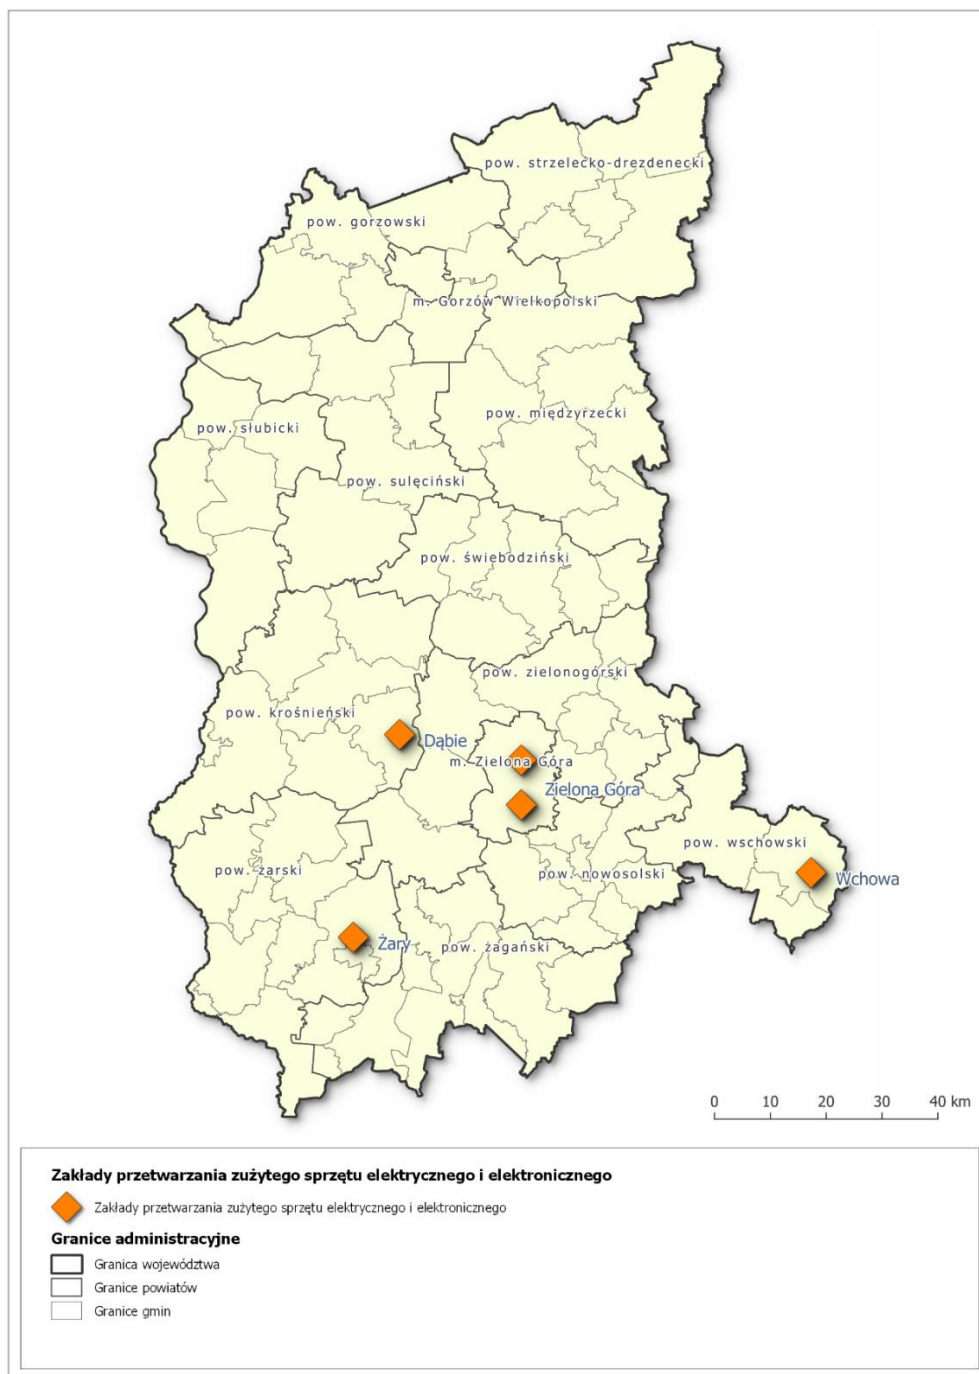 pow. strzelecko-drezdenecki
pow. gorzowski
m. Gorzów Wielkopolski
pow. międzyrzecki
pow. słubicki
pow. sulęciński
pow. świebodziński
pow. zielonogórski
pow. krośnieński
Dąbie
m. Zielona Góra
Zielona Góra
pow. wschowski
pow. żarski
pow. nowosolski
Wchowa
Żary
pow. żagański
0 10 20 30 40 km
Zakłady przetwarzania zużytego sprzętu elektrycznego i elektronicznego
Zakłady przetwarzania zużytego sprzętu elektrycznego i elektronicznego
Granice administracyjne
Granica województwa
Granice powiatów
Granice gmin